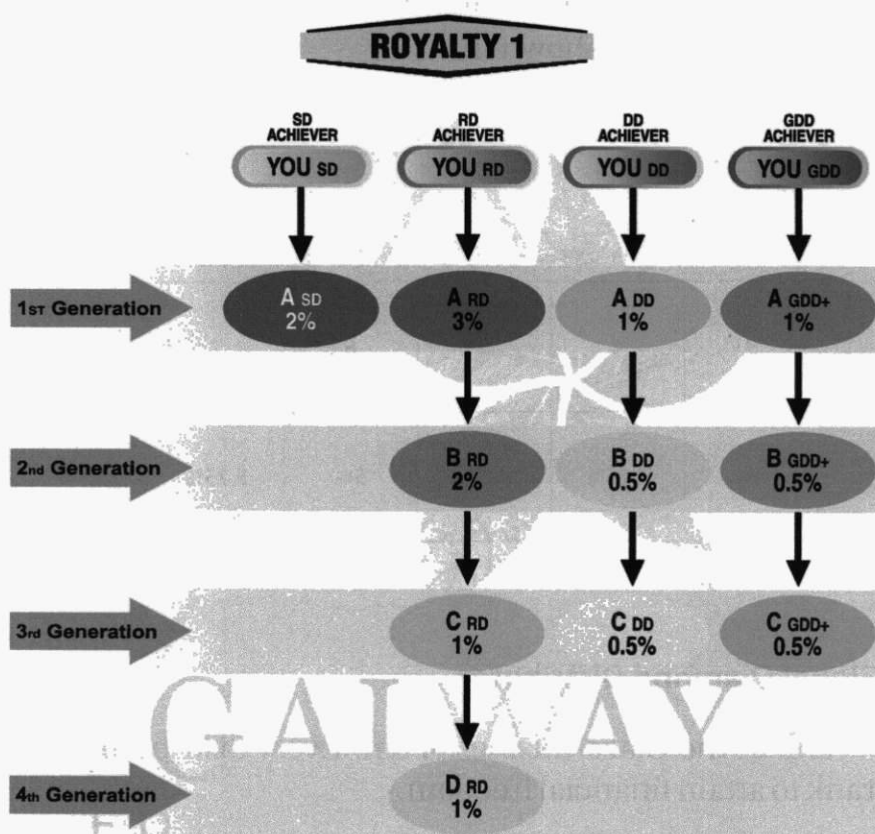 ROYALTY 1
SD ACHIEVER
RD ACHIEVER
DD ACHIEVER
GDD ACHIEVER
YOU SD
YOU RD
YOU DD
YOU GDD
1ST Generation
A SD 2%
A RD 3%
A DD 1%
A GDD+ 1%
2nd Generation
B RD 2%
B DD 0.5%
B GDD+ 0.5%
3rd Generation
C RD 1%
C DD 0.5%
C GDD+ 0.5%
GALWAY
4th Generation
D RD 1%